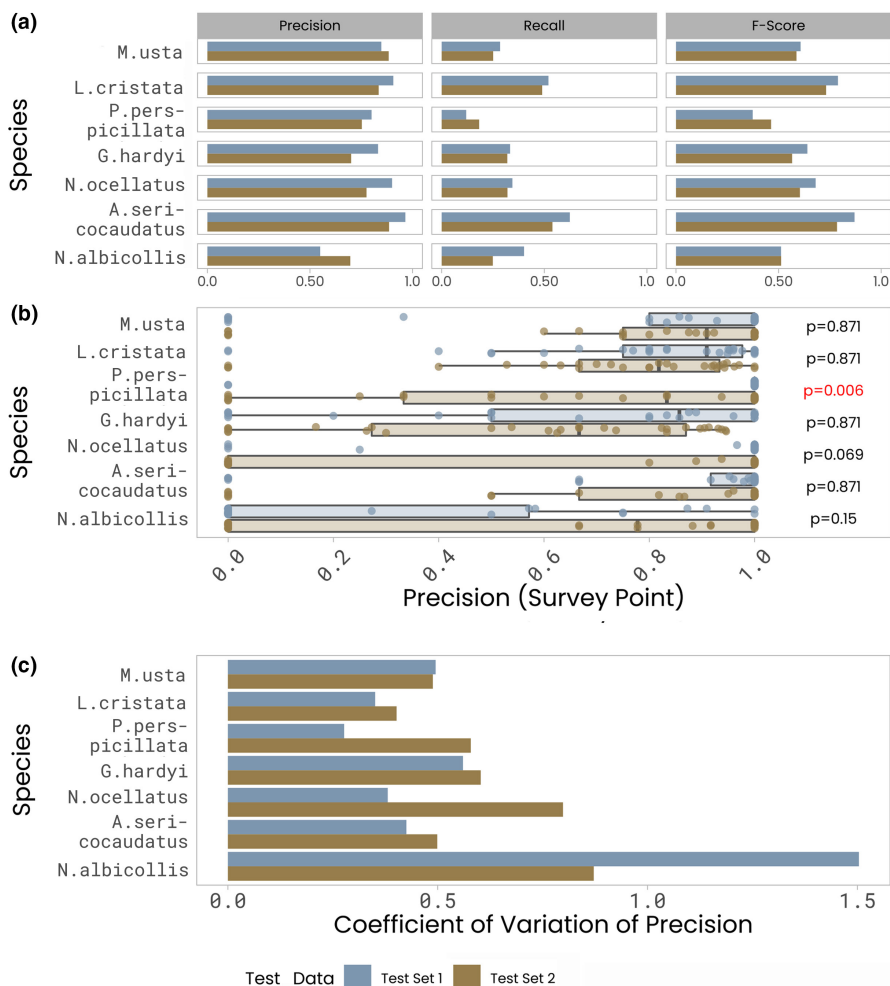 (a)
Precision
Recall
F-Score
Species
M.usta
L.cristata
P.pers-
picillata
G.hardyi
N.ocellatus
A.seri-
cocaudatus
N.albicollis
0.0 0.50 1.0
0.0 0.50 1.0
0.0 0.50 1.0
(b)
Species
M.usta
L.cristata
P.pers-
picillata
G.hardyi
N.ocellatus
A.seri-
cocaudatus
N.albicollis
p=0.871
p=0.871
p=0.006
p=0.871
p=0.069
p=0.871
p=0.15
0.0 0.2 0.4 0.6 0.8 1.0
Precision (Survey Point)
(c)
Species
M.usta
L.cristata
P.pers-
picillata
G.hardyi
N.ocellatus
A.seri-
cocaudatus
N.albicollis
0.0 0.5 1.0 1.5
Coefficient of Variation of Precision
Test Data Test Set 1 Test Set 2